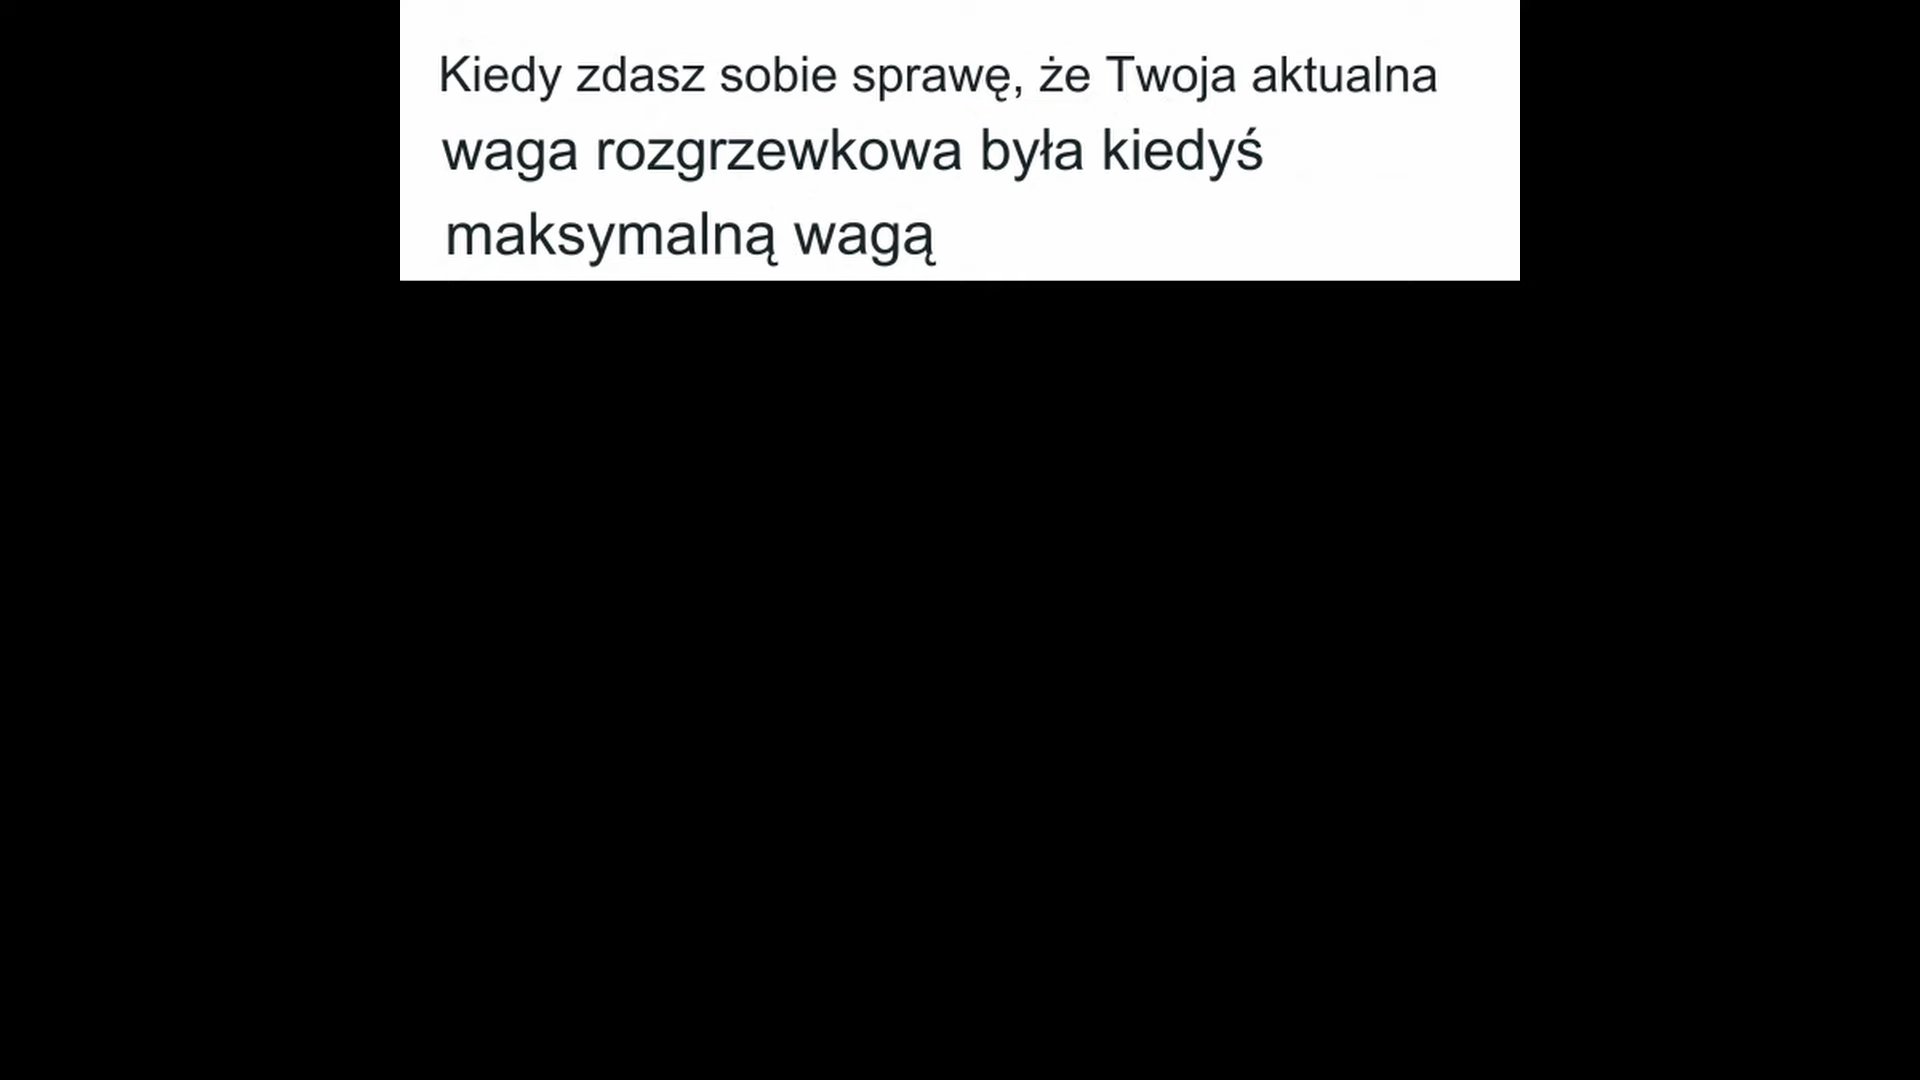 Kiedy zdasz sobie sprawę, że Twoja aktualna
waga rozgrzewkowa była kiedyś
maksymalną wagą